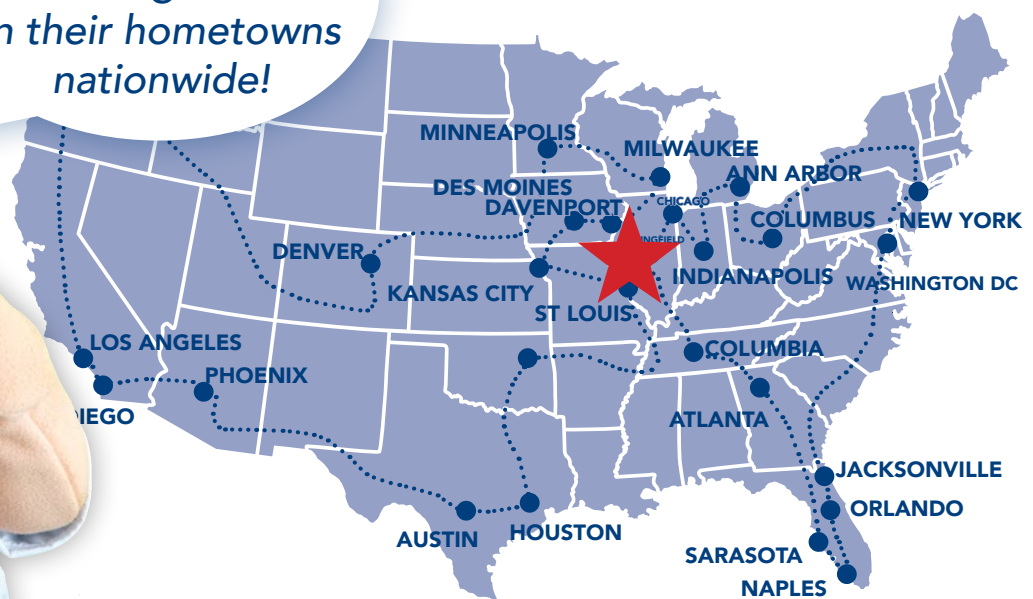 n their hometowns
nationwide!
MINNEAPOLIS
MILWAUKEE
ANN ARBOR
DES MOINES
CHICAGO
DAVENPORT
COLUMBUS
NEW YORK
DENVER
INDIANAPOLIS
WASHINGTON DC
KANSAS CITY
ST LOUIS
LOS ANGELES
COLUMBIA
PHOENIX
IEGO
ATLANTA
JACKSONVILLE
ORLANDO
AUSTIN
HOUSTON
SARASOTA
NAPLES